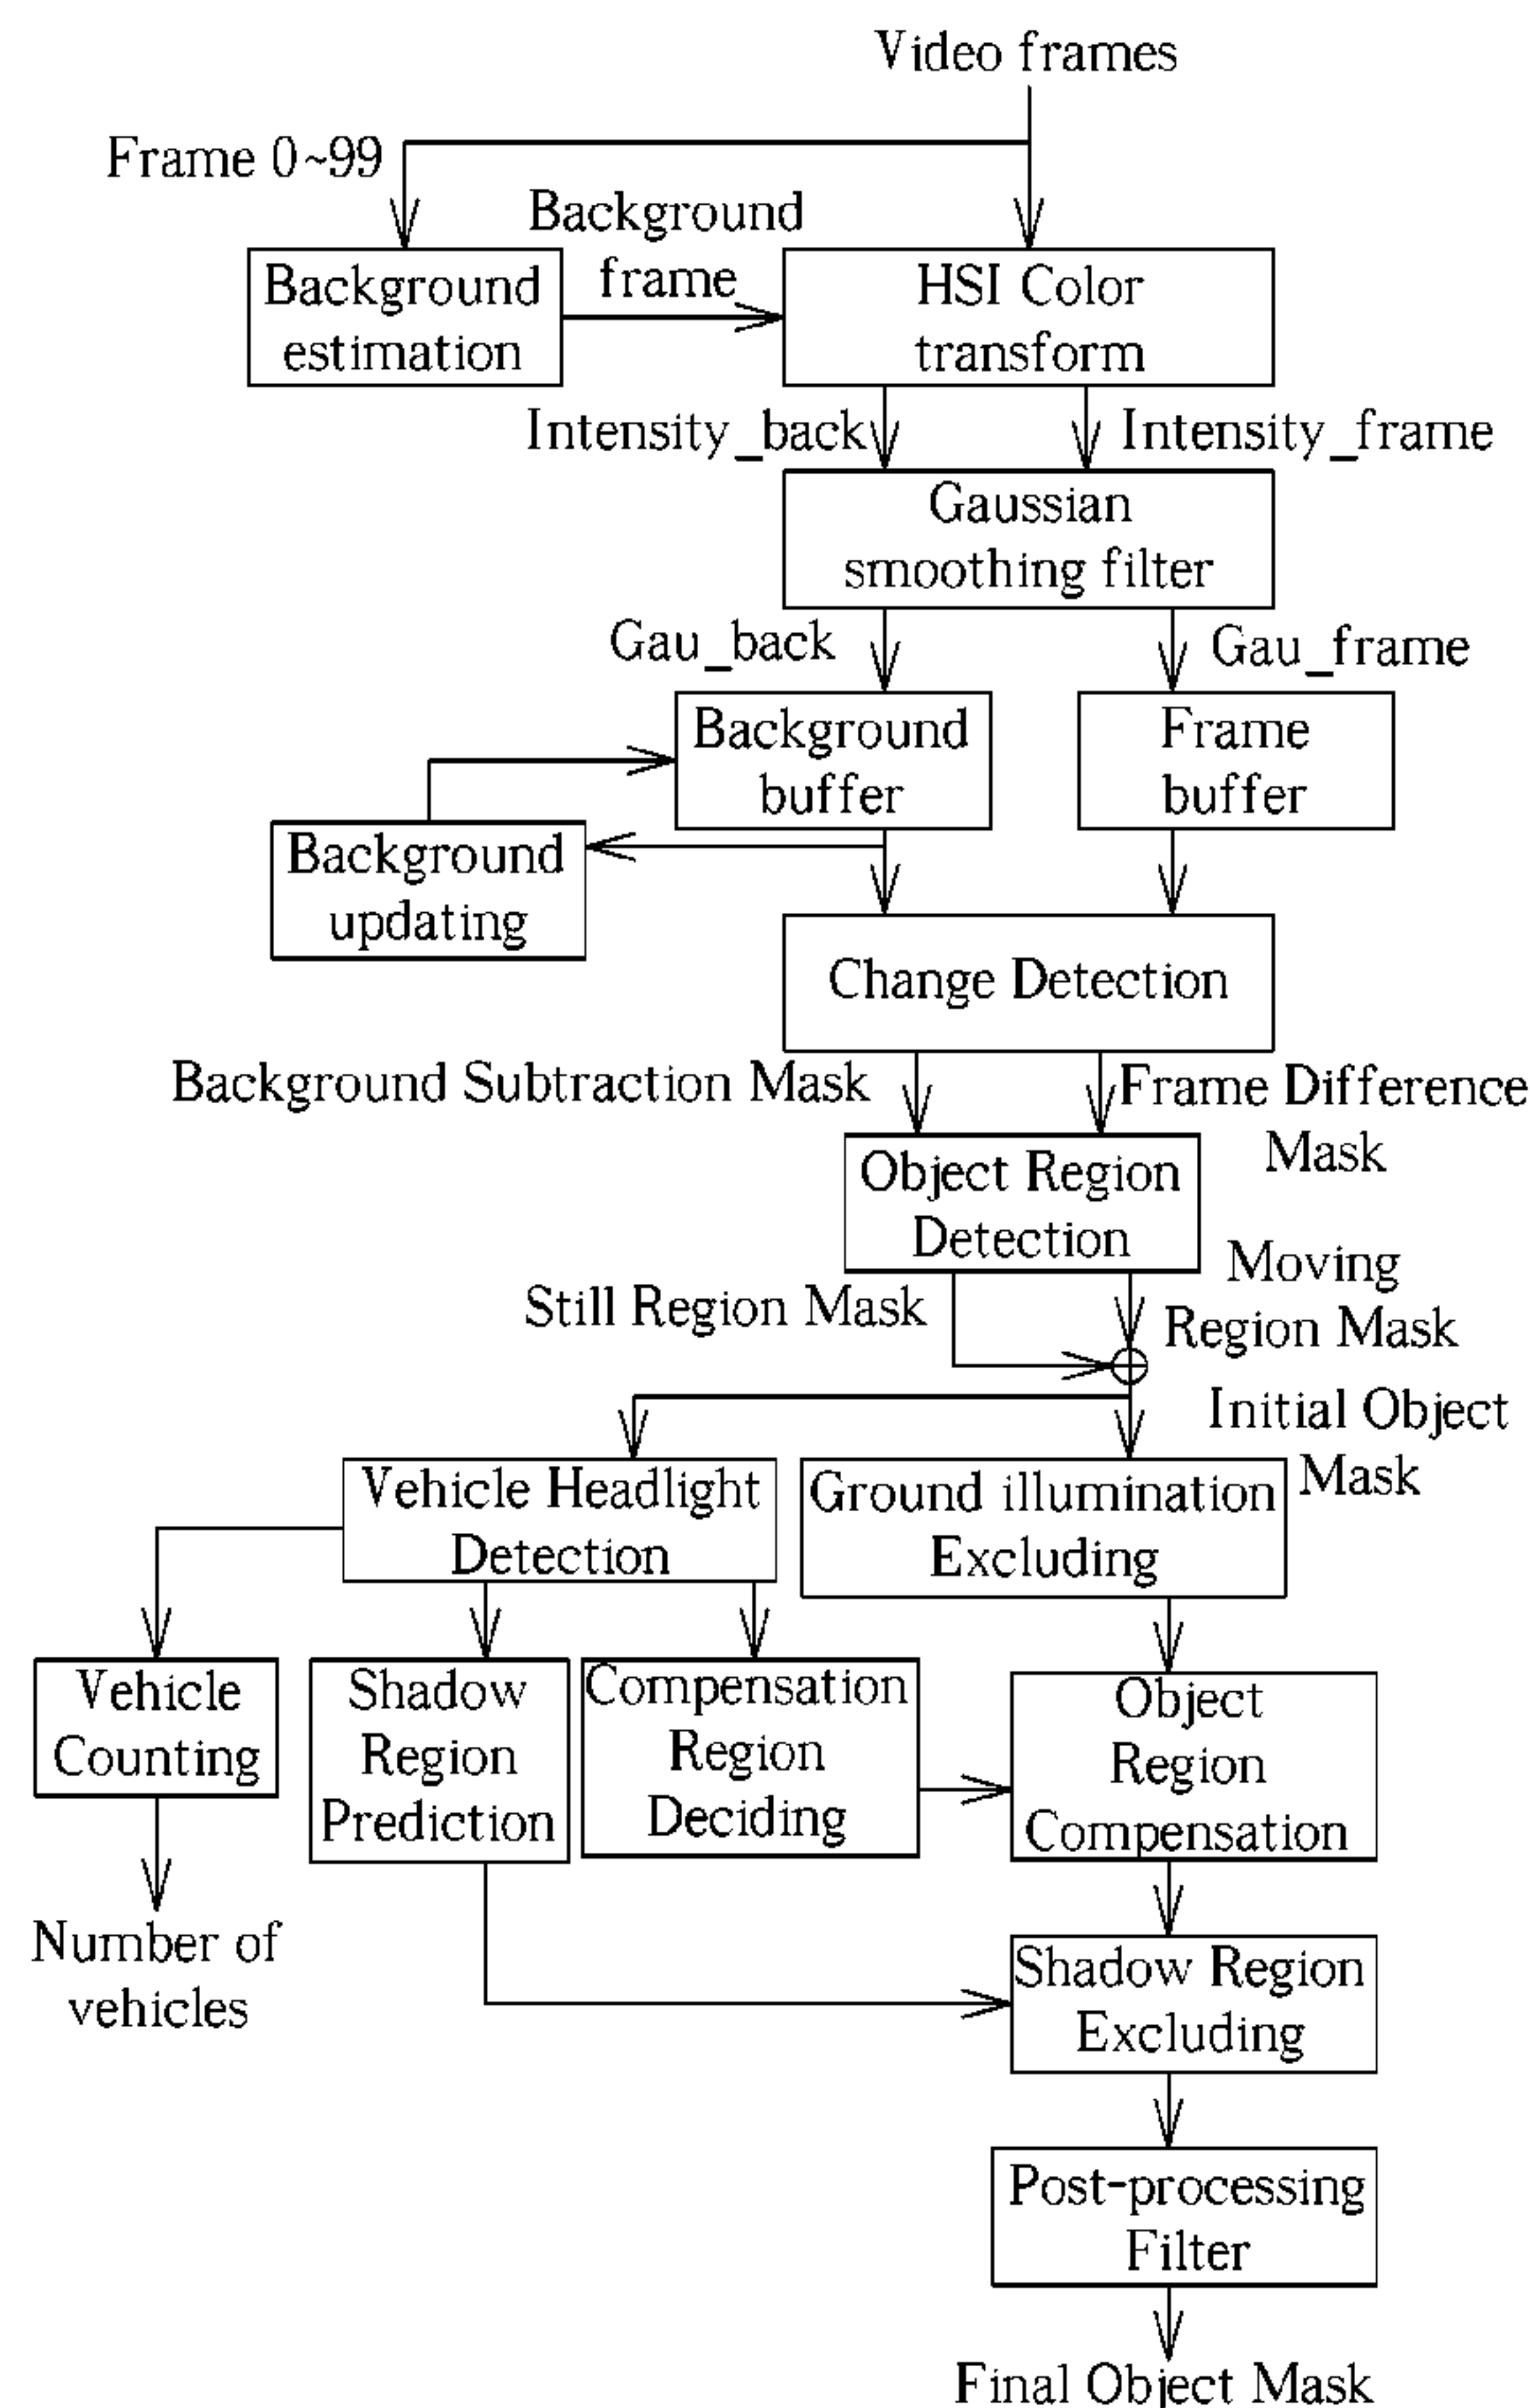 Video frames
Frame 0~99
Background
frame
Background
estimation
HSI Color
transform
Intensity_back
Intensity_frame
Gaussian
smoothing filter
Gau_back
Gau_frame
Background
buffer
Frame
buffer
Background
updating
Change Detection
Background Subtraction Mask
Frame Difference
Mask
Object Region
Detection
Still Region Mask
Moving
Region Mask
Initial Object
Mask
Vehicle Headlight
Detection
Ground illumination
Excluding
Vehicle
Counting
Shadow
Region
Prediction
Compensation
Region
Deciding
Object
Region
Compensation
Number of
vehicles
Shadow Region
Excluding
Post-processing
Filter
Final Object Mask